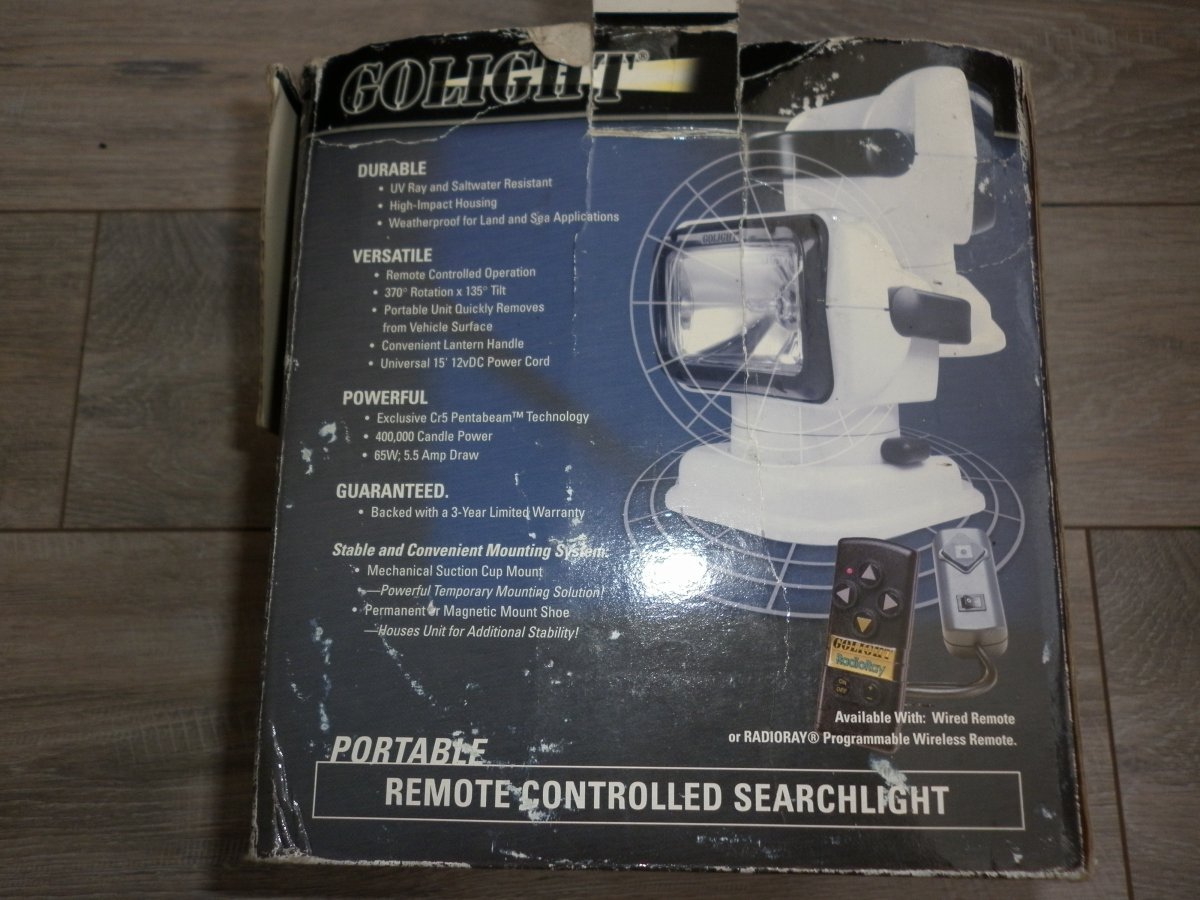 GOLIGHT®
DURABLE
• UV Ray and Saltwater Resistant
• High-Impact Housing
• Weatherproof for Land and Sea Applications
VERSATILE
• Remote Controlled Operation
• 370° Rotation x 135° Tilt
• Portable Unit Quickly Removes
from Vehicle Surface
• Convenient Lantern Handle
• Universal 15' 12vDC Power Cord
POWERFUL
• Exclusive Cr5 Pentabeam™ Technology
• 400,000 Candle Power
• 65W; 5.5 Amp Draw
GUARANTEED.
• Backed with a 3-Year Limited Warranty
Stable and Convenient Mounting System.
• Mechanical Suction Cup Mount
—Powerful Temporary Mounting Solution!
• Permanent or Magnetic Mount Shoe
—Houses Unit for Additional Stability!
GOLIGHT
GOLIGHT
RadioRay
ON
OFF
Available With: Wired Remote
or RADIORAY® Programmable Wireless Remote.
PORTABLE
REMOTE CONTROLLED SEARCHLIGHT